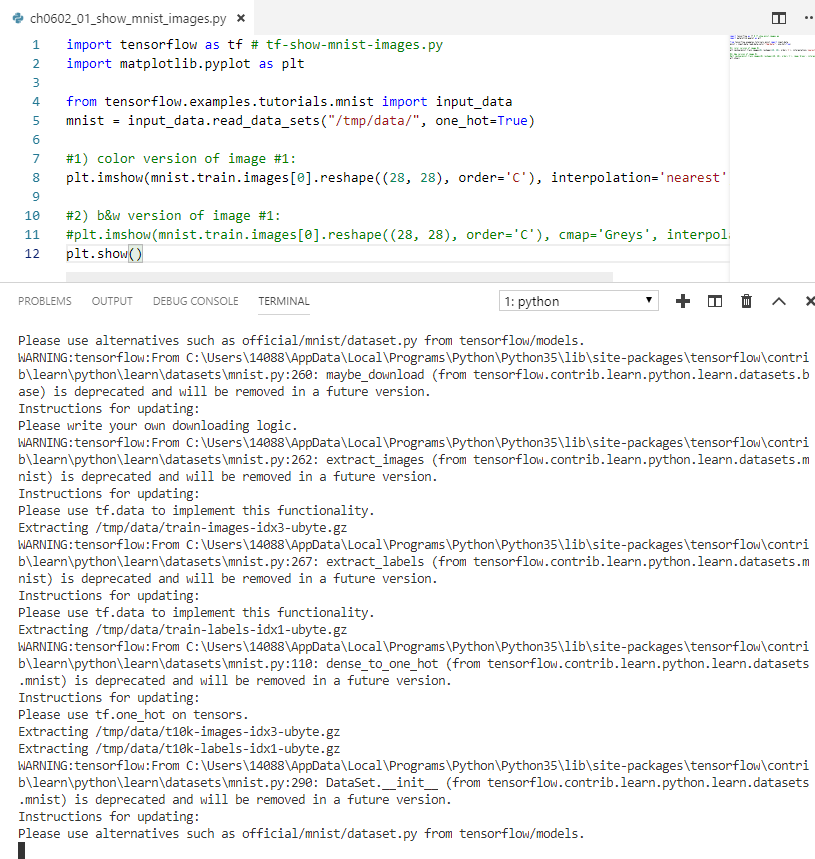 ch0602_01_show_mnist_images.py
1 import tensorflow as tf # tf-show-mnist-images.py
2 import matplotlib.pyplot as plt
3
4 from tensorflow.examples.tutorials.mnist import input_data
5 mnist = input_data.read_data_sets("/tmp/data/", one_hot=True)
6
7 #1) color version of image #1:
8 plt.imshow(mnist.train.images[0].reshape((28, 28), order='C'), interpolation='nearest'
9
10 #2) b&w version of image #1:
11 #plt.imshow(mnist.train.images[0].reshape((28, 28), order='C'), cmap='Greys', interpol
12 plt.show()
PROBLEMS OUTPUT DEBUG CONSOLE TERMINAL 1: python
Please use alternatives such as official/mnist/dataset.py from tensorflow/models.
WARNING:tensorflow:From C:\Users\14088\AppData\Local\Programs\Python\Python35\lib\site-packages\tensorflow\contri
b\learn\python\learn\datasets\mnist.py:260: maybe_download (from tensorflow.contrib.learn.python.learn.datasets.b
ase) is deprecated and will be removed in a future version.
Instructions for updating:
Please write your own downloading logic.
WARNING:tensorflow:From C:\Users\14088\AppData\Local\Programs\Python\Python35\lib\site-packages\tensorflow\contri
b\learn\python\learn\datasets\mnist.py:262: extract_images (from tensorflow.contrib.learn.python.learn.datasets.m
nist) is deprecated and will be removed in a future version.
Instructions for updating:
Please use tf.data to implement this functionality.
Extracting /tmp/data/train-images-idx3-ubyte.gz
WARNING:tensorflow:From C:\Users\14088\AppData\Local\Programs\Python\Python35\lib\site-packages\tensorflow\contri
b\learn\python\learn\datasets\mnist.py:267: extract_labels (from tensorflow.contrib.learn.python.learn.datasets.m
nist) is deprecated and will be removed in a future version.
Instructions for updating:
Please use tf.data to implement this functionality.
Extracting /tmp/data/train-labels-idx1-ubyte.gz
WARNING:tensorflow:From C:\Users\14088\AppData\Local\Programs\Python\Python35\lib\site-packages\tensorflow\contri
b\learn\python\learn\datasets\mnist.py:110: dense_to_one_hot (from tensorflow.contrib.learn.python.learn.datasets
.mnist) is deprecated and will be removed in a future version.
Instructions for updating:
Please use tf.one_hot on tensors.
Extracting /tmp/data/t10k-images-idx3-ubyte.gz
Extracting /tmp/data/t10k-labels-idx1-ubyte.gz
WARNING:tensorflow:From C:\Users\14088\AppData\Local\Programs\Python\Python35\lib\site-packages\tensorflow\contri
b\learn\python\learn\datasets\mnist.py:290: DataSet.__init__ (from tensorflow.contrib.learn.python.learn.datasets
.mnist) is deprecated and will be removed in a future version.
Instructions for updating:
Please use alternatives such as official/mnist/dataset.py from tensorflow/models.